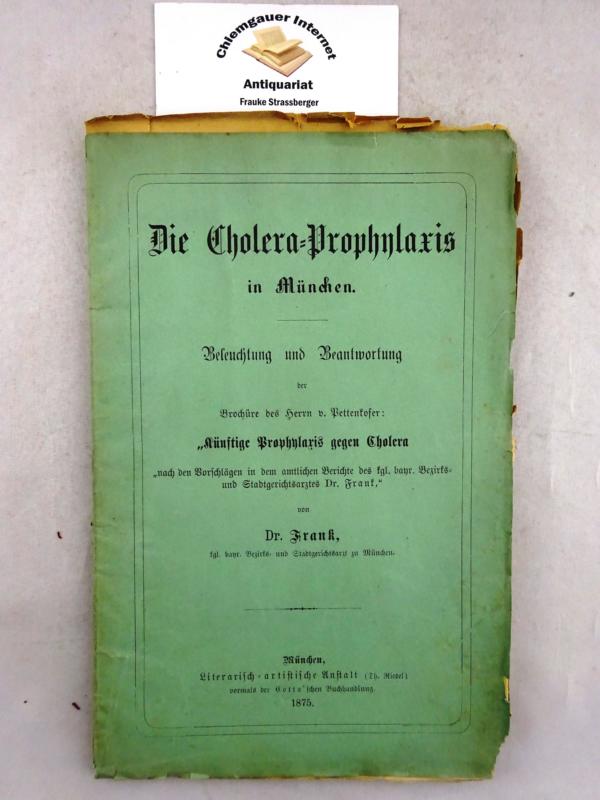 Chiemgauer Internet
Antiquariat
Frauke Strassberger
Die Cholera-Prophylaxis
in München.
Beleuchtung und Beantwortung
der
Brochüre des Herrn v. Pettenkofer:
„Künftige Prophylaxis gegen Cholera
„nach den Vorschlägen in dem amtlichen Berichte des kgl. bayr. Bezirks-
und Stadtgerichtsarztes Dr. Frank,“
von
Dr. Frank,
kgl. bayr. Bezirks- und Stadtgerichtsarzt zu München.
München,
Literarisch-artistische Anstalt (Th. Riedel)
vormals der Cotta'schen Buchhandlung.
1875.